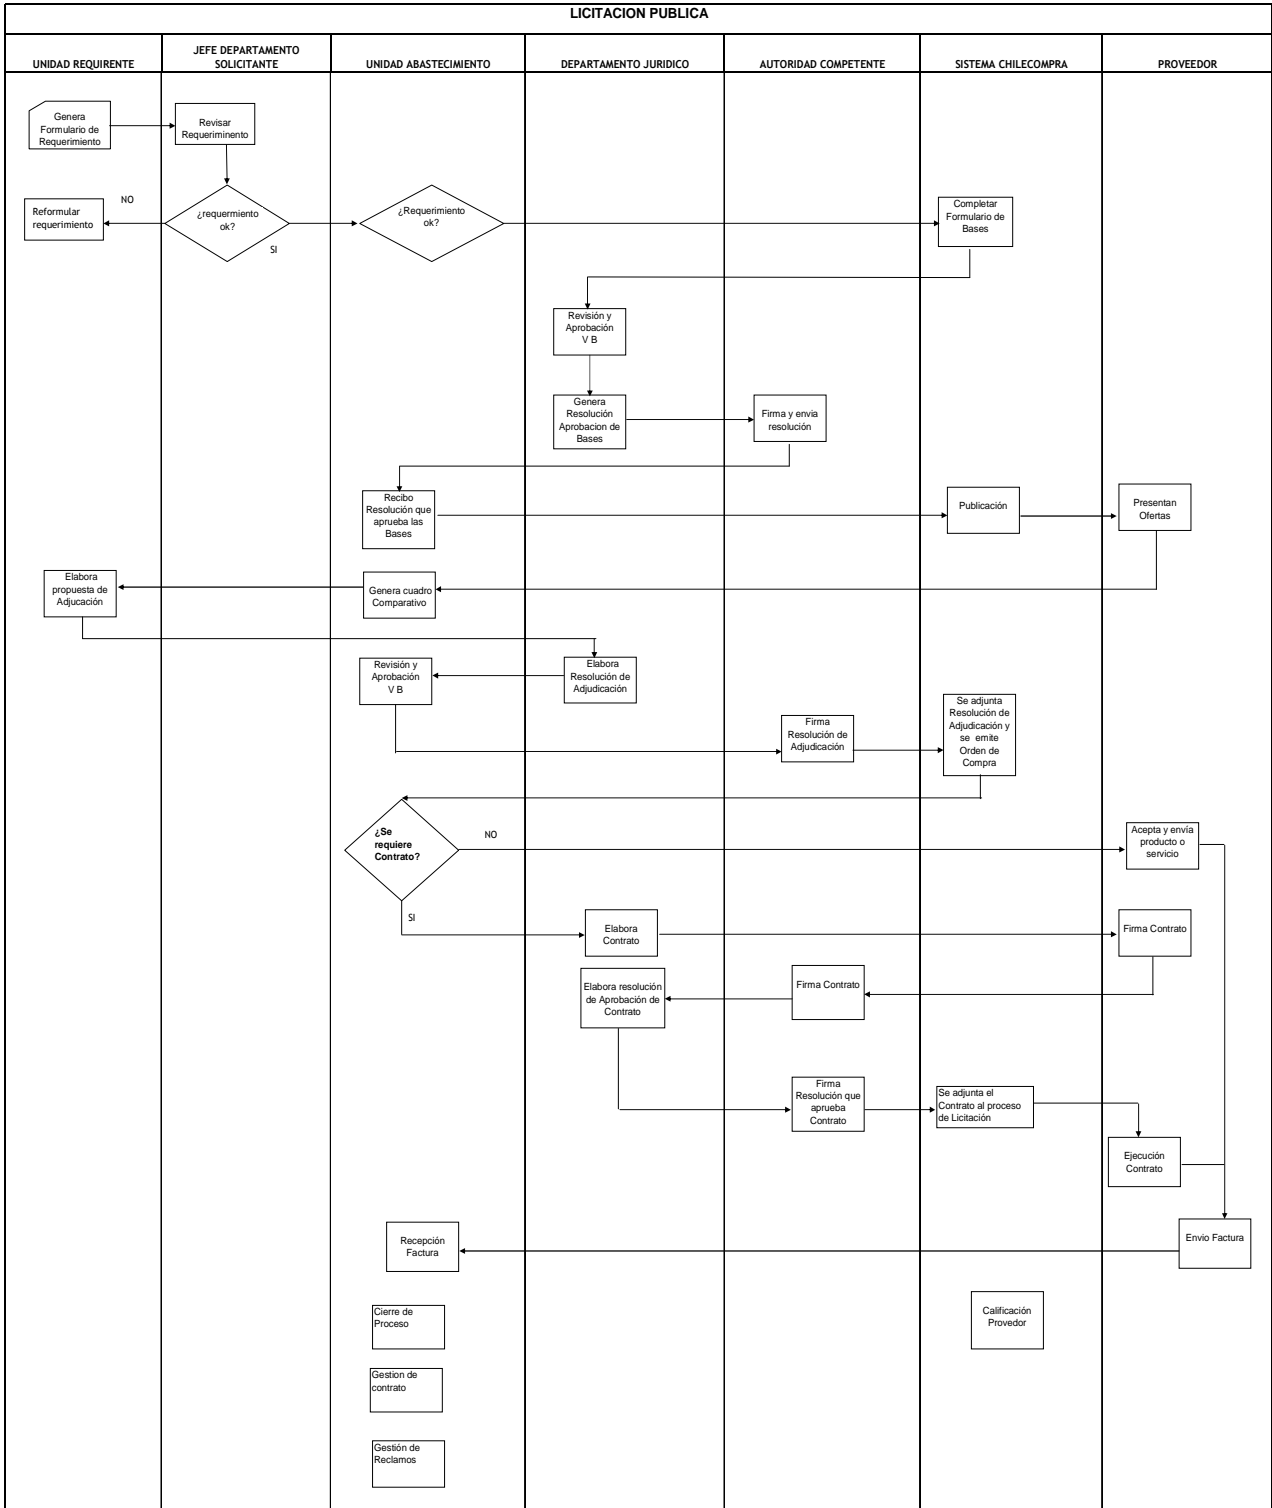 LICITACION PUBLICA
UNIDAD REQUIRENTE
JEFE DEPARTAMENTO
SOLICITANTE
UNIDAD ABASTECIMIENTO
DEPARTAMENTO JURIDICO
AUTORIDAD COMPETENTE
SISTEMA CHILECOMPRA
PROVEEDOR
Genera
Formulario de
Requerimiento
Revisar
Requeriminento
NO
Reformular
requerimiento
¿requermiento
ok?
SI
¿Requerimiento
ok?
Completar
Formulario de
Bases
Revisión y
Aprobación
V B
Genera
Resolución
Aprobacion de
Bases
Firma y envia
resolución
Recibo
Resolución que
aprueba las
Bases
Publicación
Presentan
Ofertas
Elabora
propuesta de
Adjucación
Genera cuadro
Comparativo
Revisión y
Aprobación
V B
Elabora
Resolución de
Adjudicación
Firma
Resolución de
Adjudicación
Se adjunta
Resolución de
Adjudicación y
se emite
Orden de
Compra
¿Se
requiere
Contrato?
NO
Acepta y envía
producto o
servicio
SI
Elabora
Contrato
Firma Contrato
Elabora resolución
de Aprobación de
Contrato
Firma Contrato
Firma
Resolución que
aprueba
Contrato
Se adjunta el
Contrato al proceso
de Licitación
Ejecución
Contrato
Recepción
Factura
Envio Factura
Cierre de
Proceso
Calificación
Provedor
Gestion de
contrato
Gestión de
Reclamos